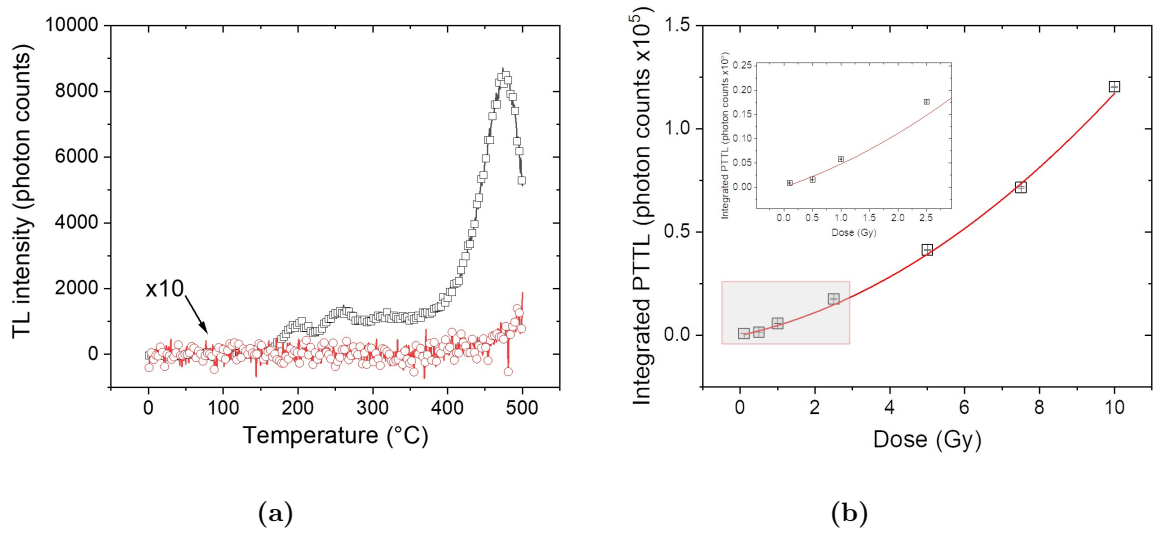 10000
8000
6000
4000
2000
0
TL intensity (photon counts)
x10
0 100 200 300 400 500
Temperature (°C)
(a)
1.5
1.0
0.5
0.0
Integrated PTTL (photon counts x10⁵)
0.25
0.20
0.15
0.10
0.05
0.00
Integrated PTTL (photon counts
0.0 0.5 1.0 1.5 2.0 2.5
Dose (Gy)
0 2 4 6 8 10
Dose (Gy)
(b)